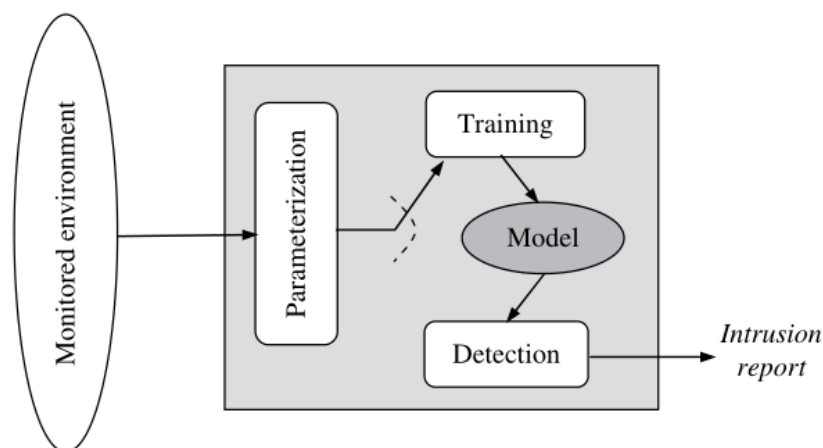 Monitored environment
Parameterization
Training
Model
Detection
Intrusion
report